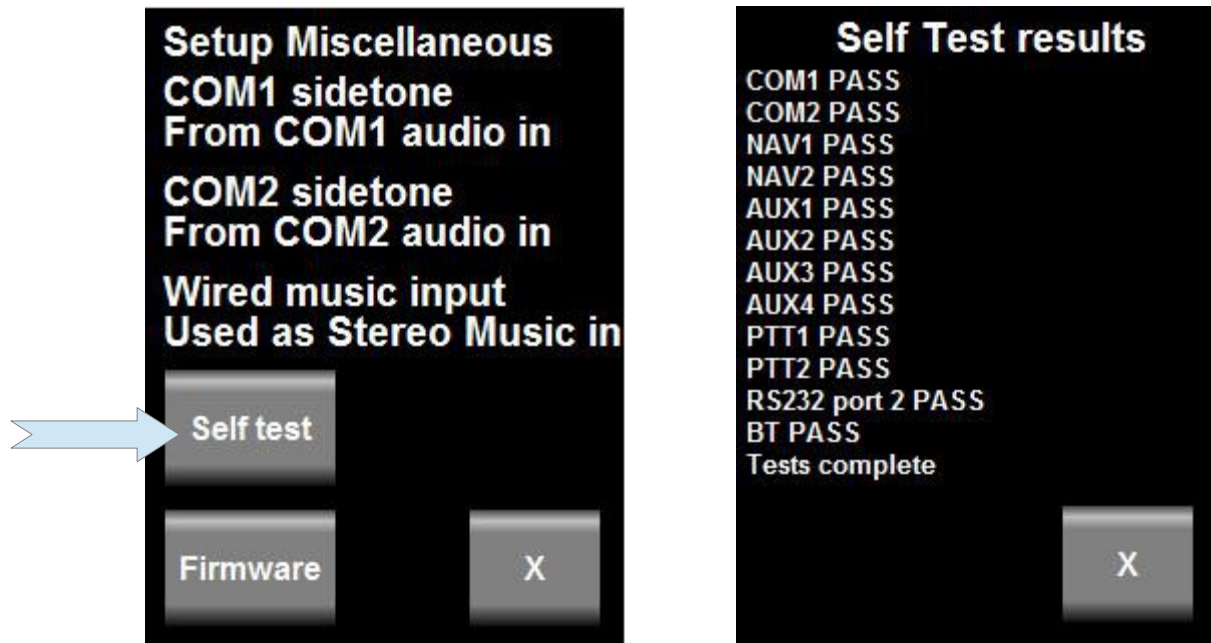 Setup Miscellaneous
COM1 sidetone
From COM1 audio in
COM2 sidetone
From COM2 audio in
Wired music input
Used as Stereo Music in
Self test
Firmware
X
Self Test results
COM1 PASS
COM2 PASS
NAV1 PASS
NAV2 PASS
AUX1 PASS
AUX2 PASS
AUX3 PASS
AUX4 PASS
PTT1 PASS
PTT2 PASS
RS232 port 2 PASS
BT PASS
Tests complete
X